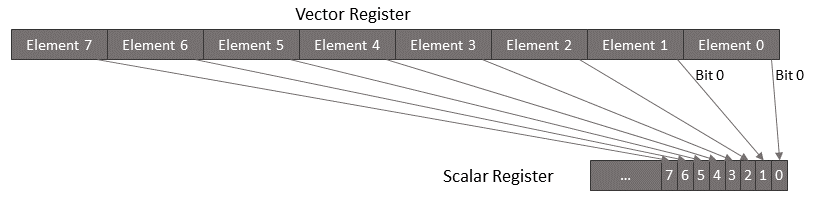 Vector Register
Element 7 Element 6 Element 5 Element 4 Element 3 Element 2 Element 1 Element 0
Bit 0 Bit 0
Scalar Register ... 7 6 5 4 3 2 1 0